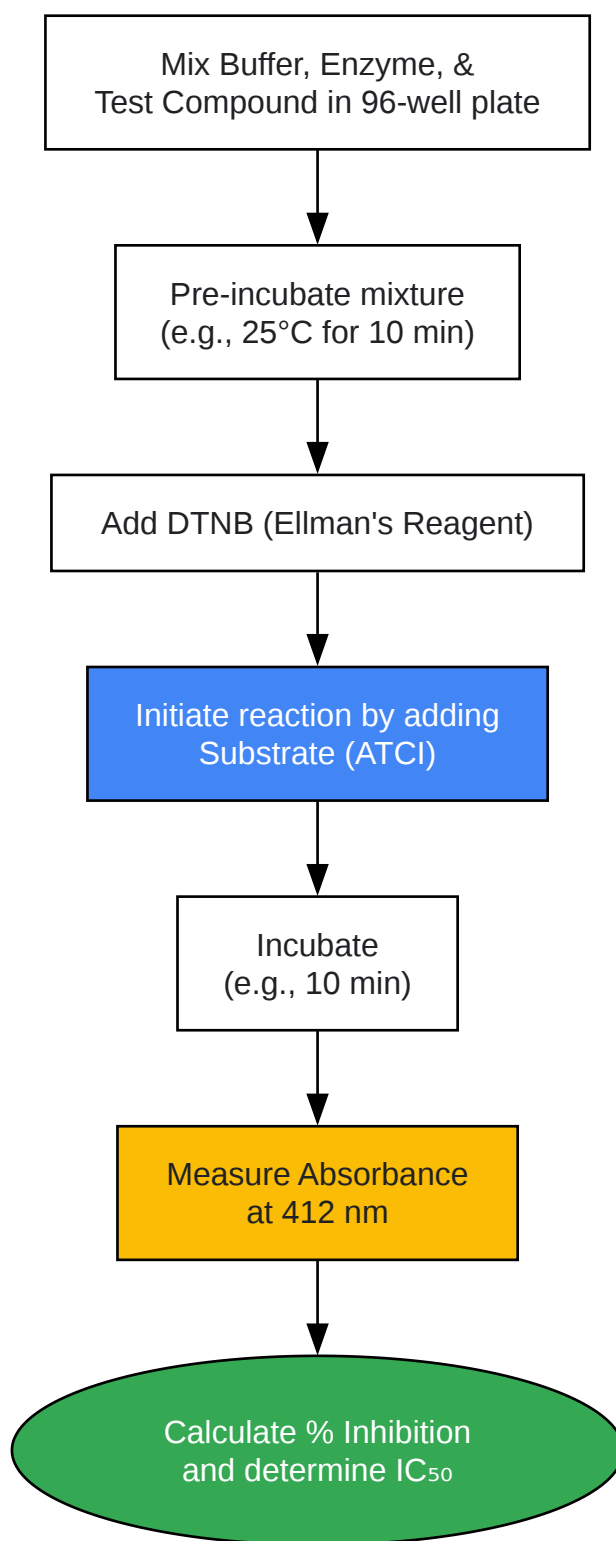 Mix Buffer, Enzyme, &
Test Compound in 96-well plate
Pre-incubate mixture
(e.g., 25°C for 10 min)
Add DTNB (Ellman's Reagent)
Initiate reaction by adding
Substrate (ATCI)
Incubate
(e.g., 10 min)
Measure Absorbance
at 412 nm
Calculate % Inhibition
and determine IC₅₀